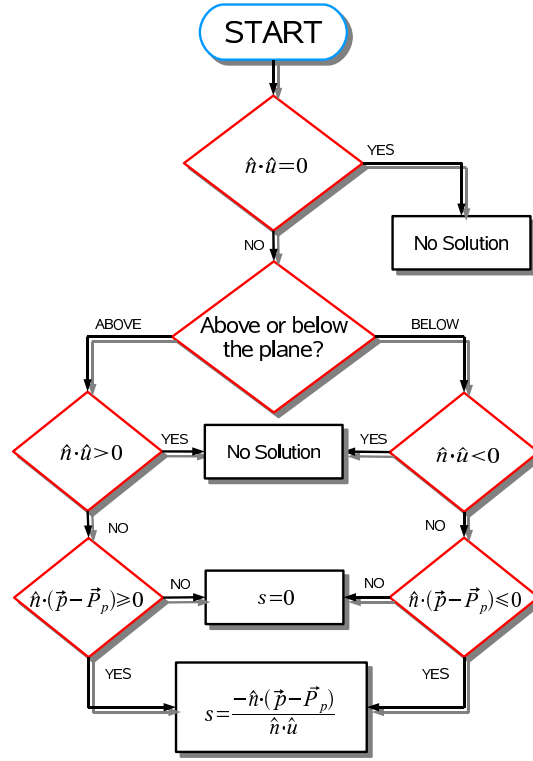 START
n̂·û=0
YES
No Solution
NO
Above or below
the plane?
ABOVE
BELOW
n̂·û>0
YES
No Solution
YES
n̂·û<0
NO
NO
n̂·(p⃗−P⃗ₚ)⩾0
NO
s=0
NO
n̂·(p⃗−P⃗ₚ)⩽0
YES
YES
s=−n̂·(p⃗−P⃗ₚ)/n̂·û